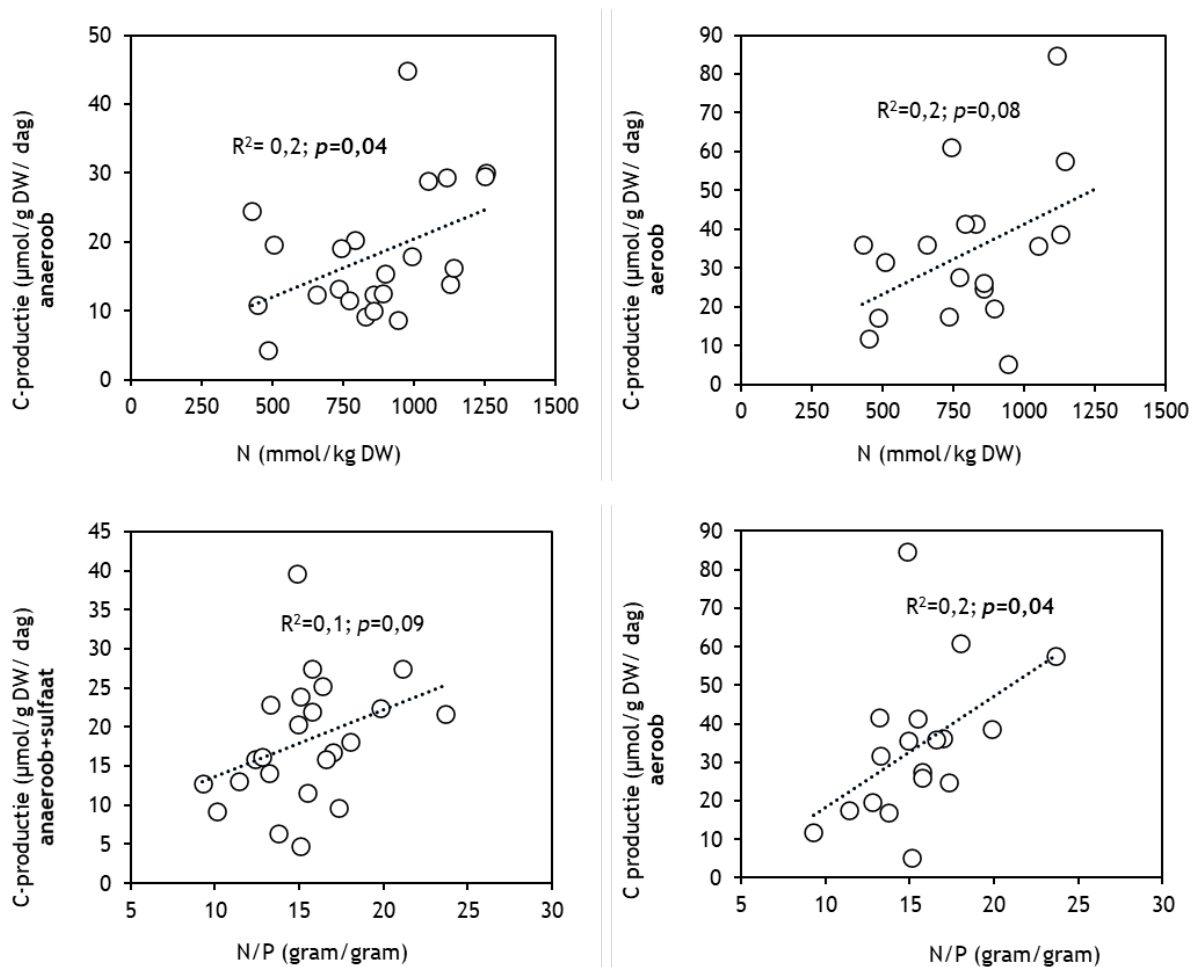 50
40
30
20
10
0
C-productie (µmol/g DW/ dag)
anaeroob
R²= 0,2; p=0,04
0 250 500 750 1000 1250 1500
N (mmol/kg DW)
90
80
70
60
50
40
30
20
10
0
C-productie (µmol/g DW/ dag)
aeroob
R²=0,2; p=0,08
0 250 500 750 1000 1250 1500
N (mmol/kg DW)
45
40
35
30
25
20
15
10
5
0
C-productie (µmol/g DW/ dag)
anaeroob+sulfaat
R²=0,1; p=0,09
5 10 15 20 25 30
N/P (gram/gram)
90
80
70
60
50
40
30
20
10
0
C productie (µmol/g DW/ dag)
aeroob
R²=0,2; p=0,04
5 10 15 20 25 30
N/P (gram/gram)